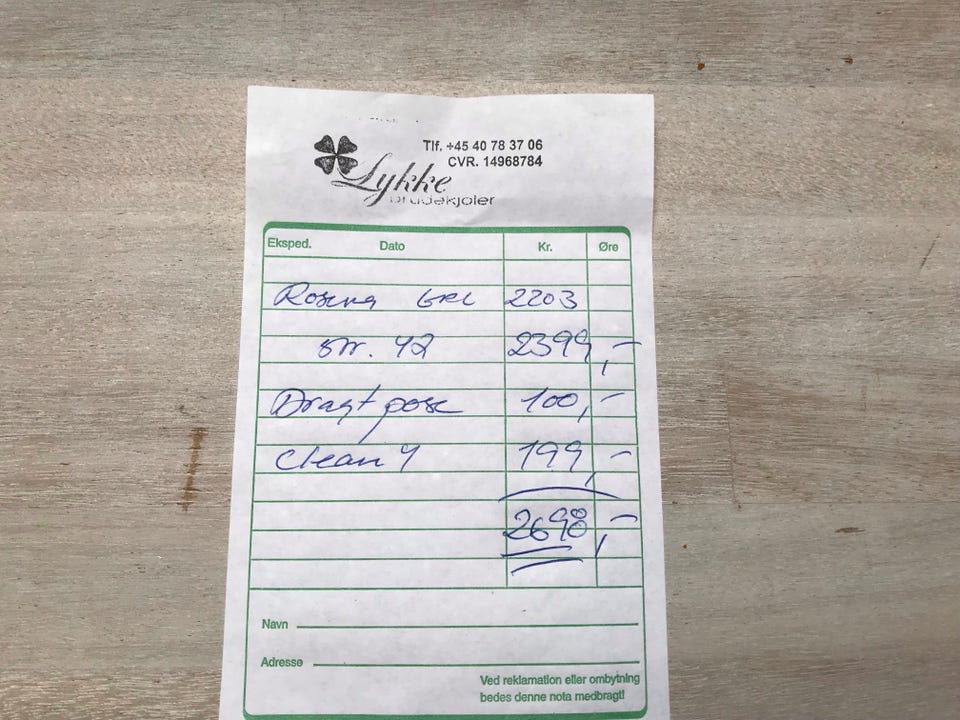 Tlf. +45 40 78 37 06
CVR. 14968784
Lykke
brudekjoler
Eksped. Dato Kr. Øre
2203
str. 42 2399,-
Dragtpose 100,-
Clean 199,-
2698,-
Navn
Adresse
Ved reklamation eller ombytning
bedes denne nota medbragt!